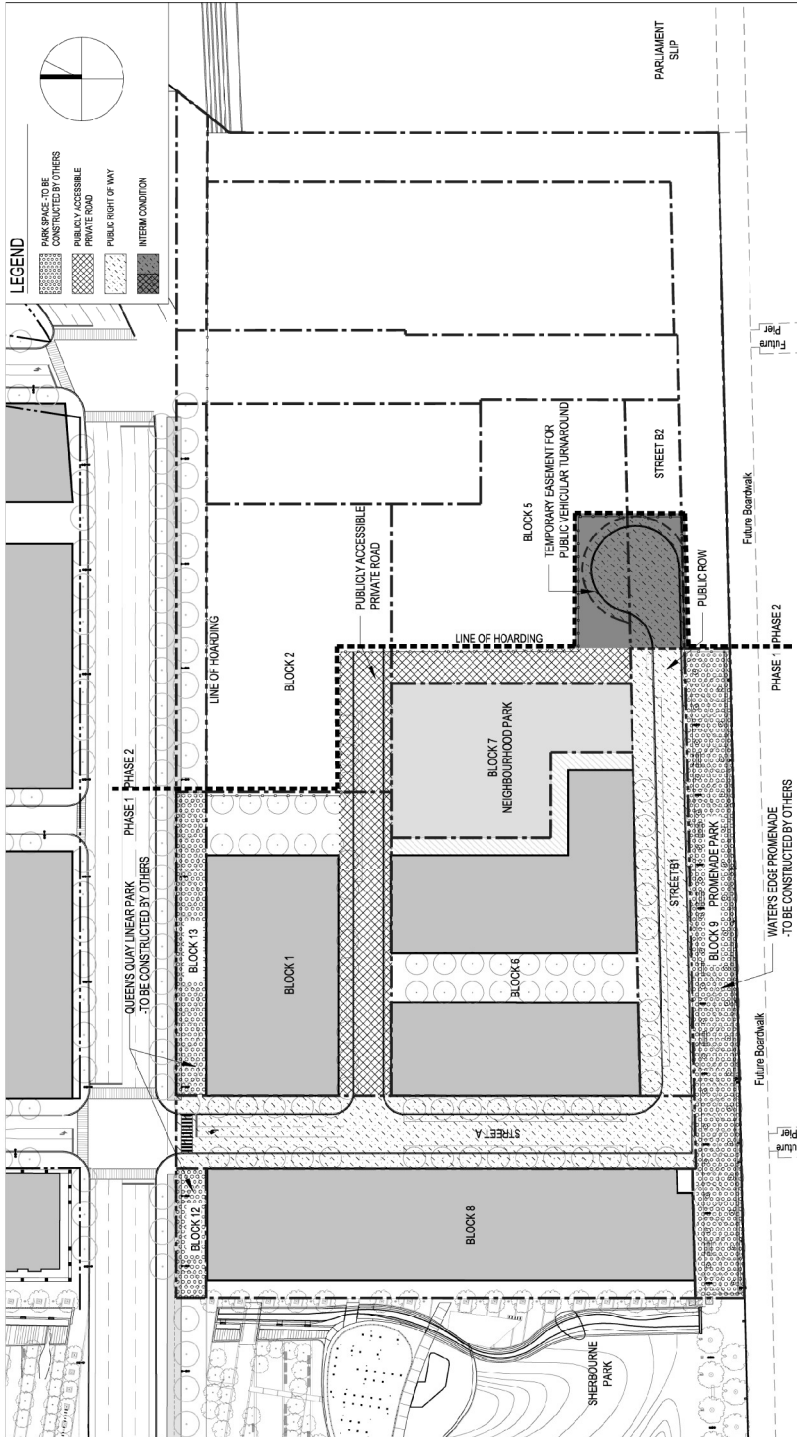 LEGEND
PARK SPACE -TO BE
CONSTRUCTED BY OTHERS
PUBLICLY ACCESSIBLE
PRIVATE ROAD
PUBLIC RIGHT OF WAY
INTERIM CONDITION
PARLIAMENT
SLIP
Future
Pier
STREET B2
TEMPORARY EASEMENT FOR
PUBLIC VEHICULAR TURNAROUND
BLOCK 5
PUBLIC ROW
Future Boardwalk
PUBLICLY ACCESSIBLE
PRIVATE ROAD
LINE OF HOARDING
LINE OF HOARDING
BLOCK 2
PHASE 1
PHASE 2
PHASE 1
PHASE 2
BLOCK 7
NEIGHBOURHOOD PARK
QUEEN'S QUAY LINEAR PARK
-TO BE CONSTRUCTED BY OTHERS
BLOCK 13
BLOCK 1
BLOCK 6
STREET B1
BLOCK 9 PROMENADE PARK
WATER'S EDGE PROMENADE
-TO BE CONSTRUCTED BY OTHERS
Future Boardwalk
STREET A
Future
Pier
BLOCK 12
BLOCK 8
SHERBOURNE
PARK